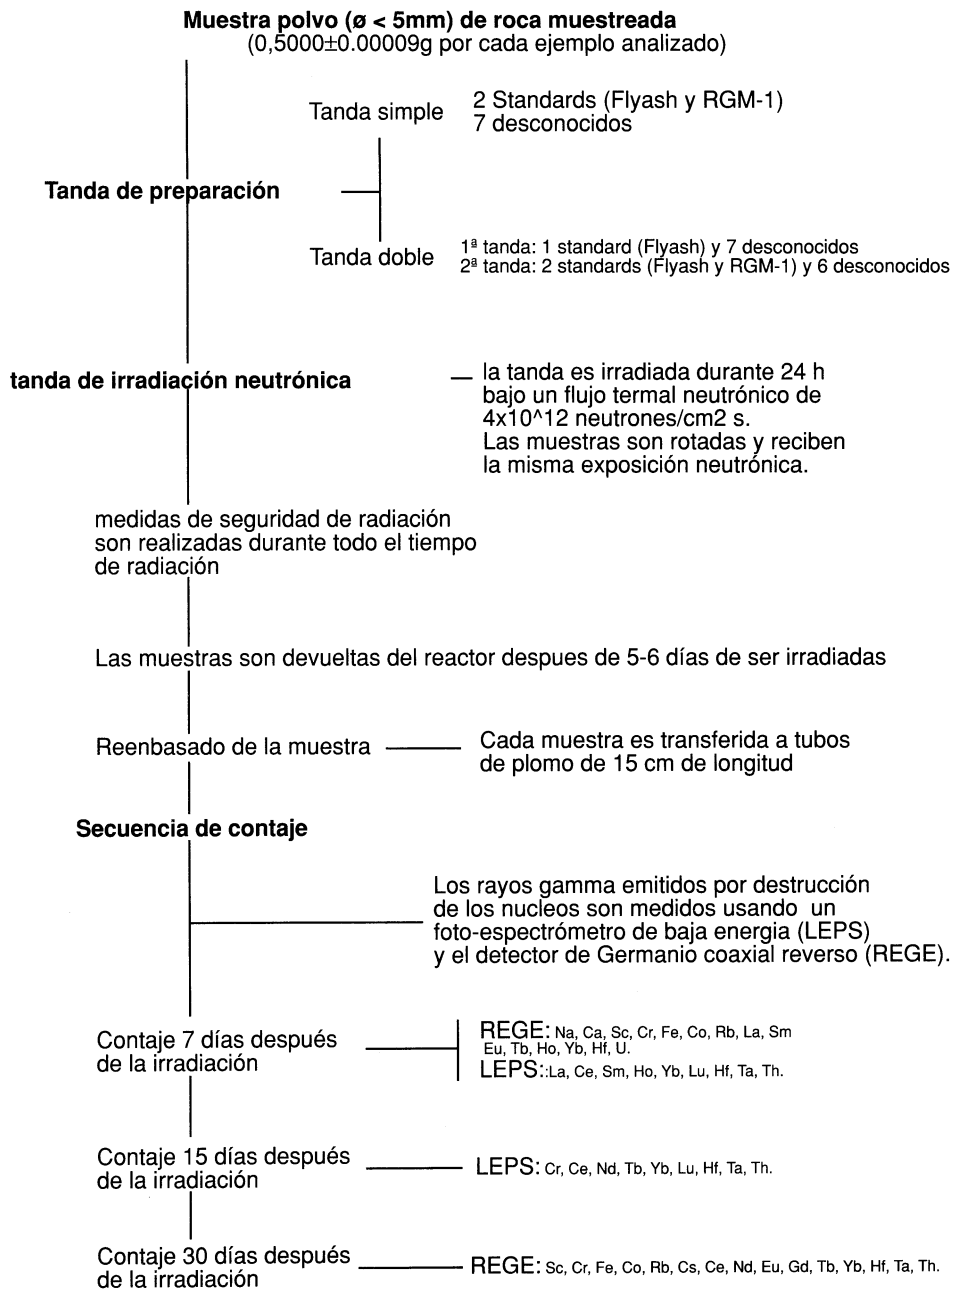 Muestra polvo (ø < 5mm) de roca muestreada
(0,5000±0.00009g por cada ejemplo analizado)
Tanda simple
2 Standards (Flyash y RGM-1)
7 desconocidos
Tanda de preparación
Tanda doble
1ª tanda: 1 standard (Flyash) y 7 desconocidos
2ª tanda: 2 standards (Flyash y RGM-1) y 6 desconocidos
tanda de irradiación neutrónica
la tanda es irradiada durante 24 h
bajo un flujo termal neutrónico de
4x10^12 neutrones/cm2 s.
Las muestras son rotadas y reciben
la misma exposición neutrónica.
medidas de seguridad de radiación
son realizadas durante todo el tiempo
de radiación
Las muestras son devueltas del reactor despues de 5-6 días de ser irradiadas
Reenbasado de la muestra
Cada muestra es transferida a tubos
de plomo de 15 cm de longitud
Secuencia de contaje
Los rayos gamma emitidos por destrucción
de los nucleos son medidos usando un
foto-espectrómetro de baja energia (LEPS)
y el detector de Germanio coaxial reverso (REGE).
Contaje 7 días después
de la irradiación
REGE: Na, Ca, Sc, Cr, Fe, Co, Rb, La, Sm
Eu, Tb, Ho, Yb, Hf, U.
LEPS::La, Ce, Sm, Ho, Yb, Lu, Hf, Ta, Th.
Contaje 15 días después
de la irradiación
LEPS: Cr, Ce, Nd, Tb, Yb, Lu, Hf, Ta, Th.
Contaje 30 días después
de la irradiación
REGE: Sc, Cr, Fe, Co, Rb, Cs, Ce, Nd, Eu, Gd, Tb, Yb, Hf, Ta, Th.